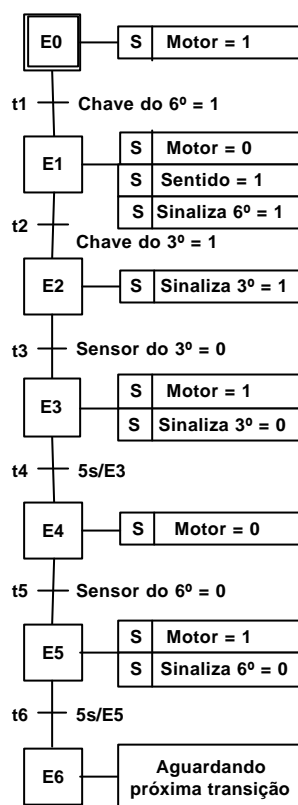 E0 S Motor = 1
t1 Chave do 6º = 1
E1 S Motor = 0
S Sentido = 1
S Sinaliza 6º = 1
t2 Chave do 3º = 1
E2 S Sinaliza 3º = 1
t3 Sensor do 3º = 0
E3 S Motor = 1
S Sinaliza 3º = 0
t4 5s/E3
E4 S Motor = 0
t5 Sensor do 6º = 0
E5 S Motor = 1
S Sinaliza 6º = 0
t6 5s/E5
E6 Aguardando
próxima transição